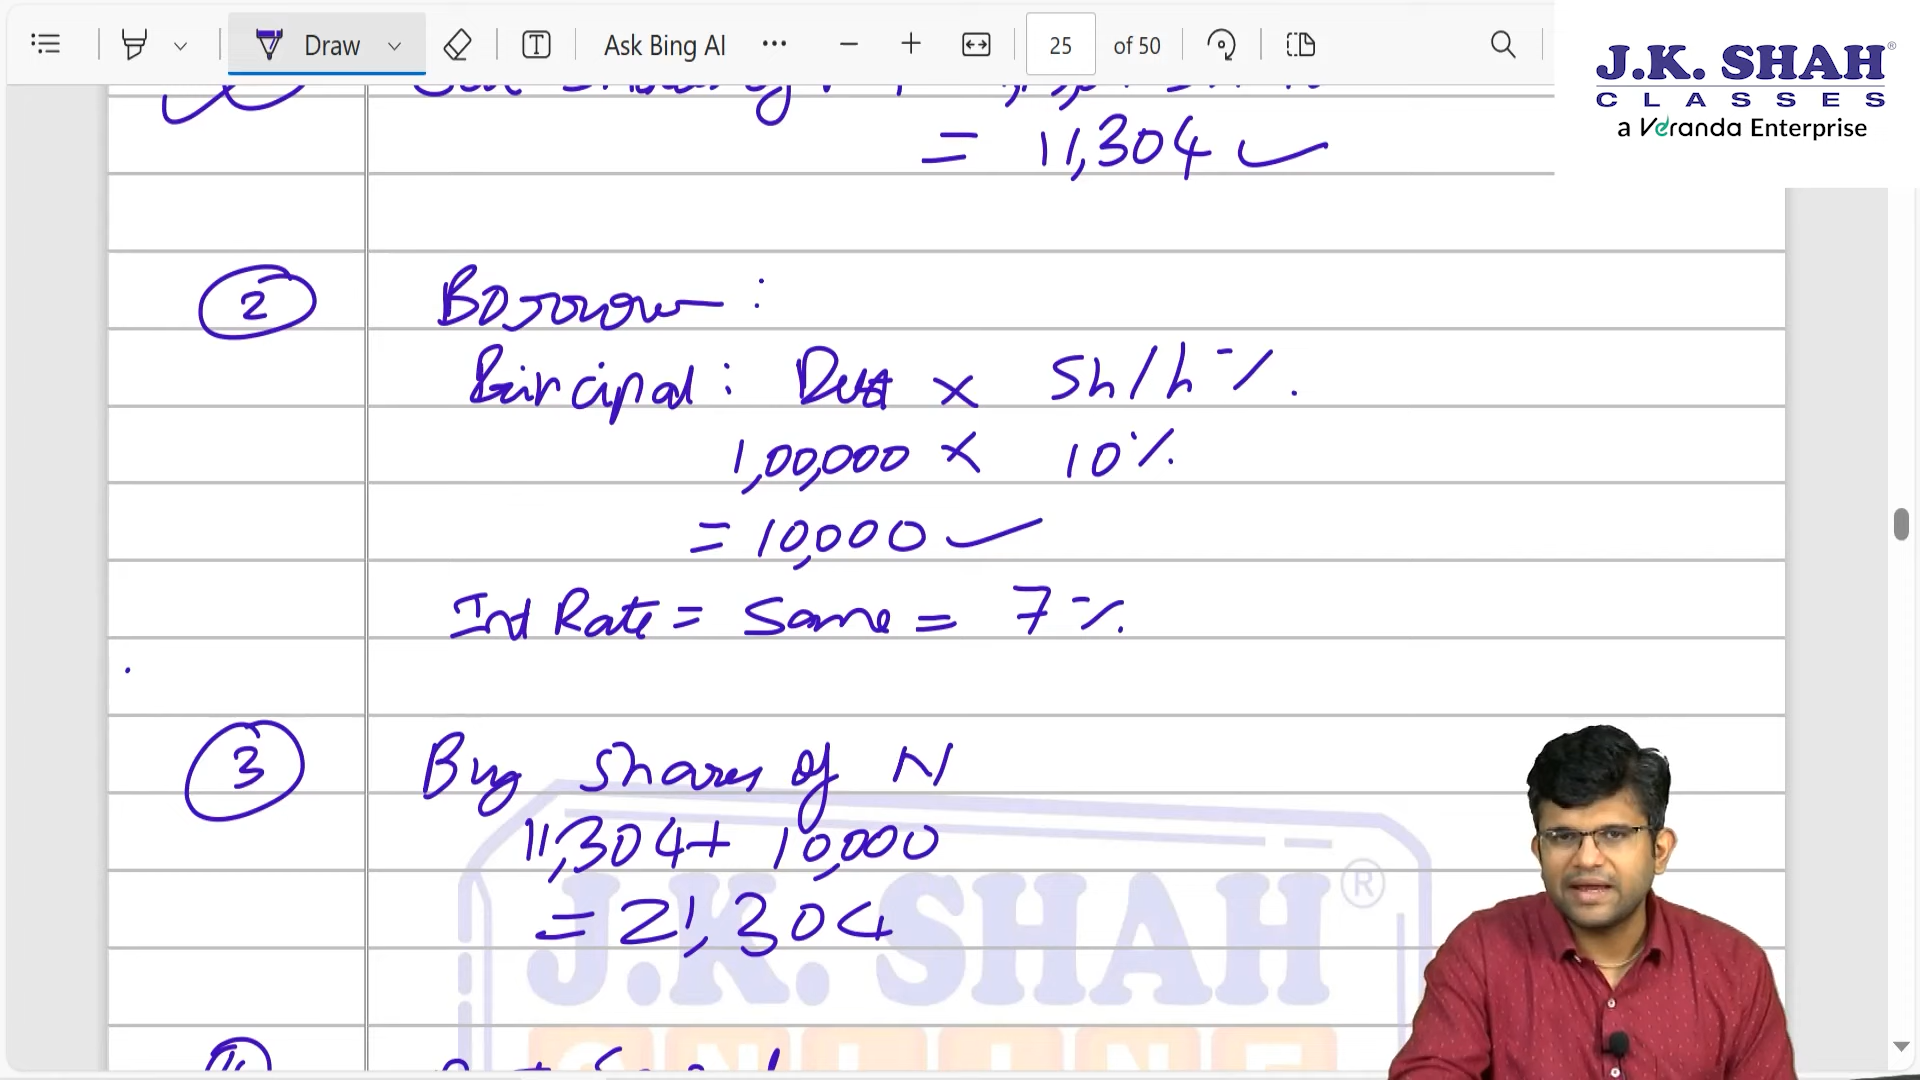 Draw
Ask Bing AI
25 of 50
J.K. SHAH®
CLASSES
a Veranda Enterprise
= 11,304
2 Borrow :
Principal : Debt × Sh/h %.
1,00,000 × 10%
= 10,000
Int Rate = Same = 7%.
3 Buy Shares of N
11,304 + 10,000
= 21,304
J.K. SHAH ®
ONLINE